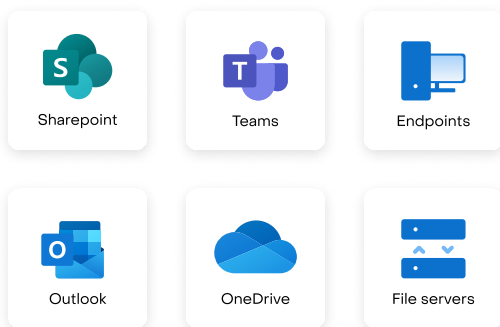 S
T
Sharepoint
Teams
Endpoints
O
Outlook
OneDrive
File servers